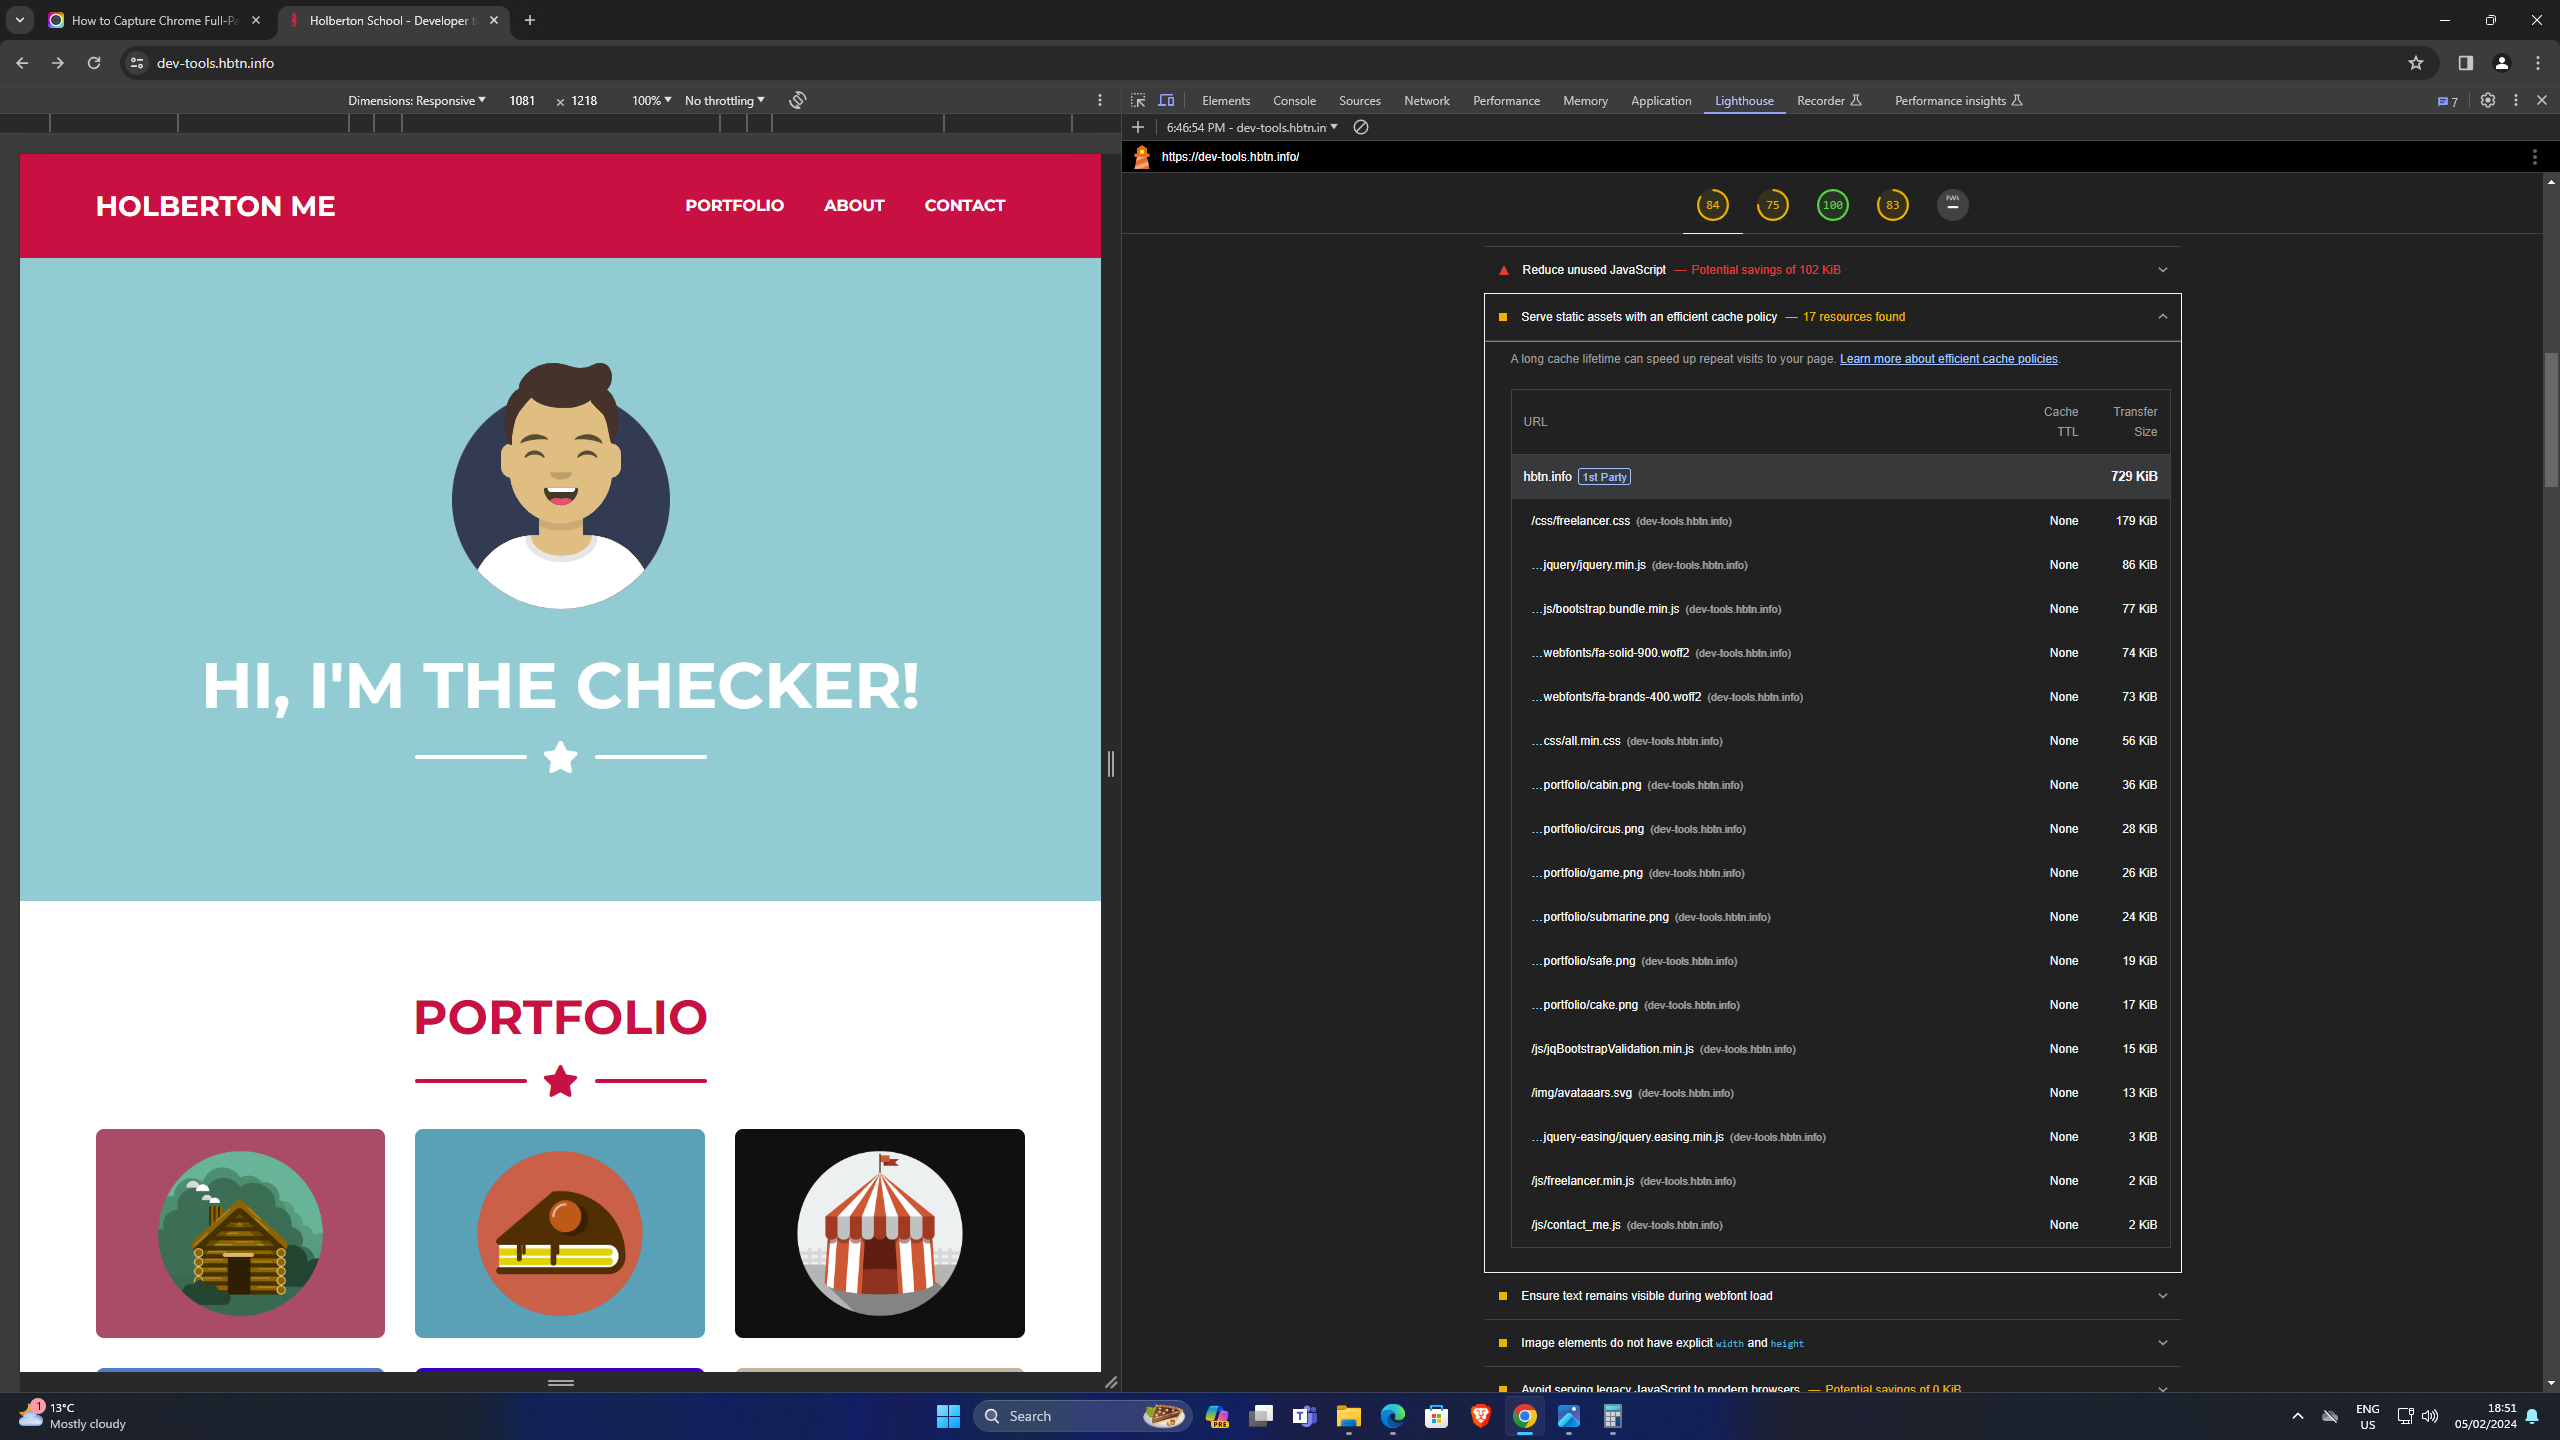 How to Capture Chrome Full-Pa
Holberton School - Developer t
dev-tools.hbtn.info
Dimensions: Responsive 1081 × 1218 100% No throttling
Elements Console Sources Network Performance Memory Application Lighthouse Recorder Performance insights 7
6:46:54 PM - dev-tools.hbtn.in
https://dev-tools.hbtn.info/
HOLBERTON ME
PORTFOLIO ABOUT CONTACT
HI, I'M THE CHECKER!
PORTFOLIO
84 75 100 83 PWA
Reduce unused JavaScript — Potential savings of 102 KiB
Serve static assets with an efficient cache policy — 17 resources found
A long cache lifetime can speed up repeat visits to your page. Learn more about efficient cache policies.
URL Cache TTL Transfer Size
hbtn.info 1st Party 729 KiB
/css/freelancer.css (dev-tools.hbtn.info) None 179 KiB
…jquery/jquery.min.js (dev-tools.hbtn.info) None 86 KiB
…js/bootstrap.bundle.min.js (dev-tools.hbtn.info) None 77 KiB
…webfonts/fa-solid-900.woff2 (dev-tools.hbtn.info) None 74 KiB
…webfonts/fa-brands-400.woff2 (dev-tools.hbtn.info) None 73 KiB
…css/all.min.css (dev-tools.hbtn.info) None 56 KiB
…portfolio/cabin.png (dev-tools.hbtn.info) None 36 KiB
…portfolio/circus.png (dev-tools.hbtn.info) None 28 KiB
…portfolio/game.png (dev-tools.hbtn.info) None 26 KiB
…portfolio/submarine.png (dev-tools.hbtn.info) None 24 KiB
…portfolio/safe.png (dev-tools.hbtn.info) None 19 KiB
…portfolio/cake.png (dev-tools.hbtn.info) None 17 KiB
/js/jqBootstrapValidation.min.js (dev-tools.hbtn.info) None 15 KiB
/img/avataaars.svg (dev-tools.hbtn.info) None 13 KiB
…jquery-easing/jquery.easing.min.js (dev-tools.hbtn.info) None 3 KiB
/js/freelancer.min.js (dev-tools.hbtn.info) None 2 KiB
/js/contact_me.js (dev-tools.hbtn.info) None 2 KiB
Ensure text remains visible during webfont load
Image elements do not have explicit width and height
Avoid serving legacy JavaScript to modern browsers — Potential savings of 0 KiB
1
13°C
Mostly cloudy
Search
PRE
ENG
US
18:51
05/02/2024